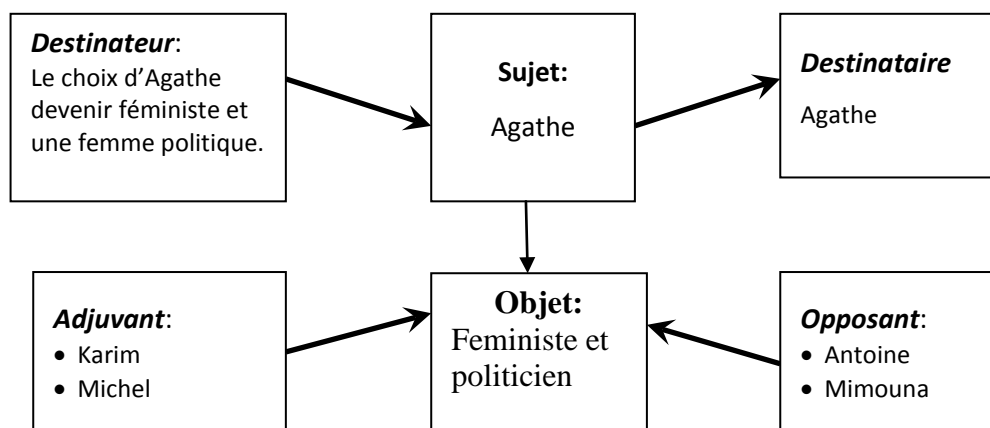 Destinateur:
Le choix d'Agathe
devenir féministe et
une femme politique.
Sujet:
Agathe
Destinataire
Agathe
Adjuvant:
• Karim
• Michel
Objet:
Feministe et
politicien
Opposant:
• Antoine
• Mimouna